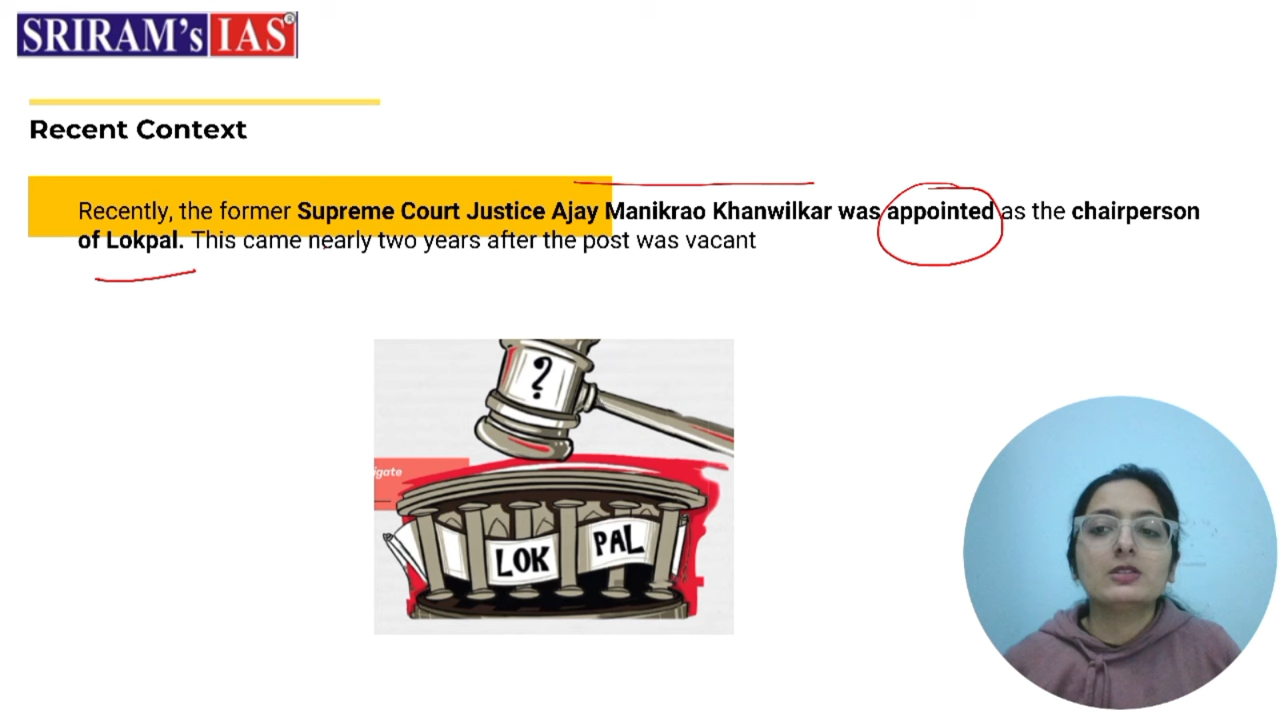 SRIRAM's IAS ®
Recent Context
Recently, the former Supreme Court Justice Ajay Manikrao Khanwilkar was appointed as the chairperson
of Lokpal. This came nearly two years after the post was vacant
?
igate
LOK PAL